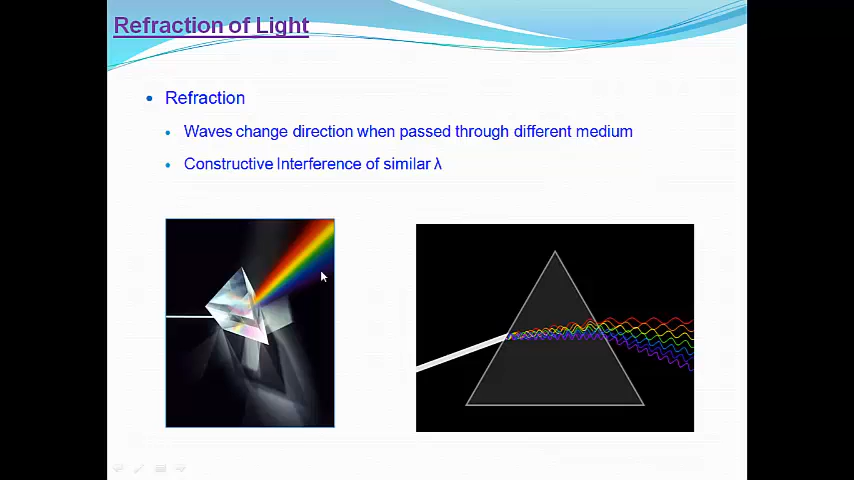 Refraction of Light
Refraction
Waves change direction when passed through different medium
Constructive Interference of similar λ